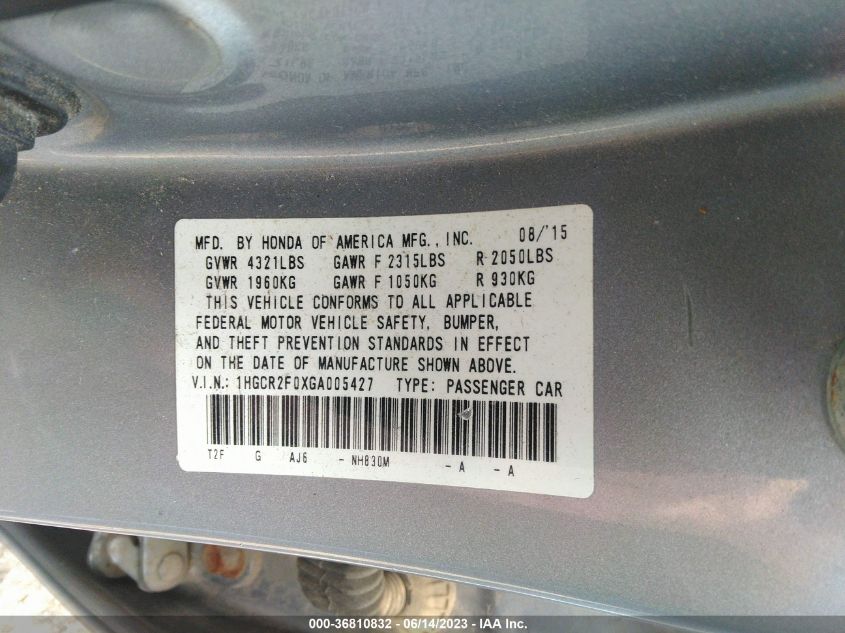 MFD. BY HONDA OF AMERICA MFG., INC. 08/'15
GVWR 4321LBS GAWR F 2315LBS R 2050LBS
GVWR 1960KG GAWR F 1050KG R 930KG
THIS VEHICLE CONFORMS TO ALL APPLICABLE
FEDERAL MOTOR VEHICLE SAFETY, BUMPER,
AND THEFT PREVENTION STANDARDS IN EFFECT
ON THE DATE OF MANUFACTURE SHOWN ABOVE.
V.I.N.: 1HGCR2F0XGA005427 TYPE: PASSENGER CAR
T2F G AJ6 - NH830M - A - A
000-36810832 - 06/14/2023 - IAA Inc.